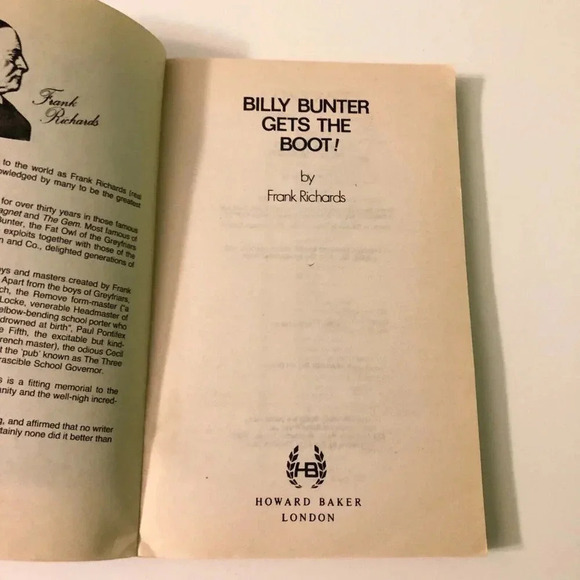 Frank
Richards
to the world as Frank Richards (real
owledged by many to be the greatest
for over thirty years in those famous
agnet and The Gem. Most famous of
Bunter, the Fat Owl of the Greyfriars
exploits together with those of the
n and Co., delighted generations of
ys and masters created by Frank
Apart from the boys of Greyfriars,
ch, the Remove form-master ("a
Locke, venerable Headmaster of
elbow-bending school porter who
drowned at birth", Paul Pontifex
e Fifth, the excitable but kind-
rench master), the odious Cecil
t the 'pub' known as The Three
rascible School Governor.
s is a fitting memorial to the
anity and the well-nigh incred-
g, and affirmed that no writer
tainly none did it better than
BILLY BUNTER
GETS THE
BOOT!
by
Frank Richards
HB
HOWARD BAKER
LONDON